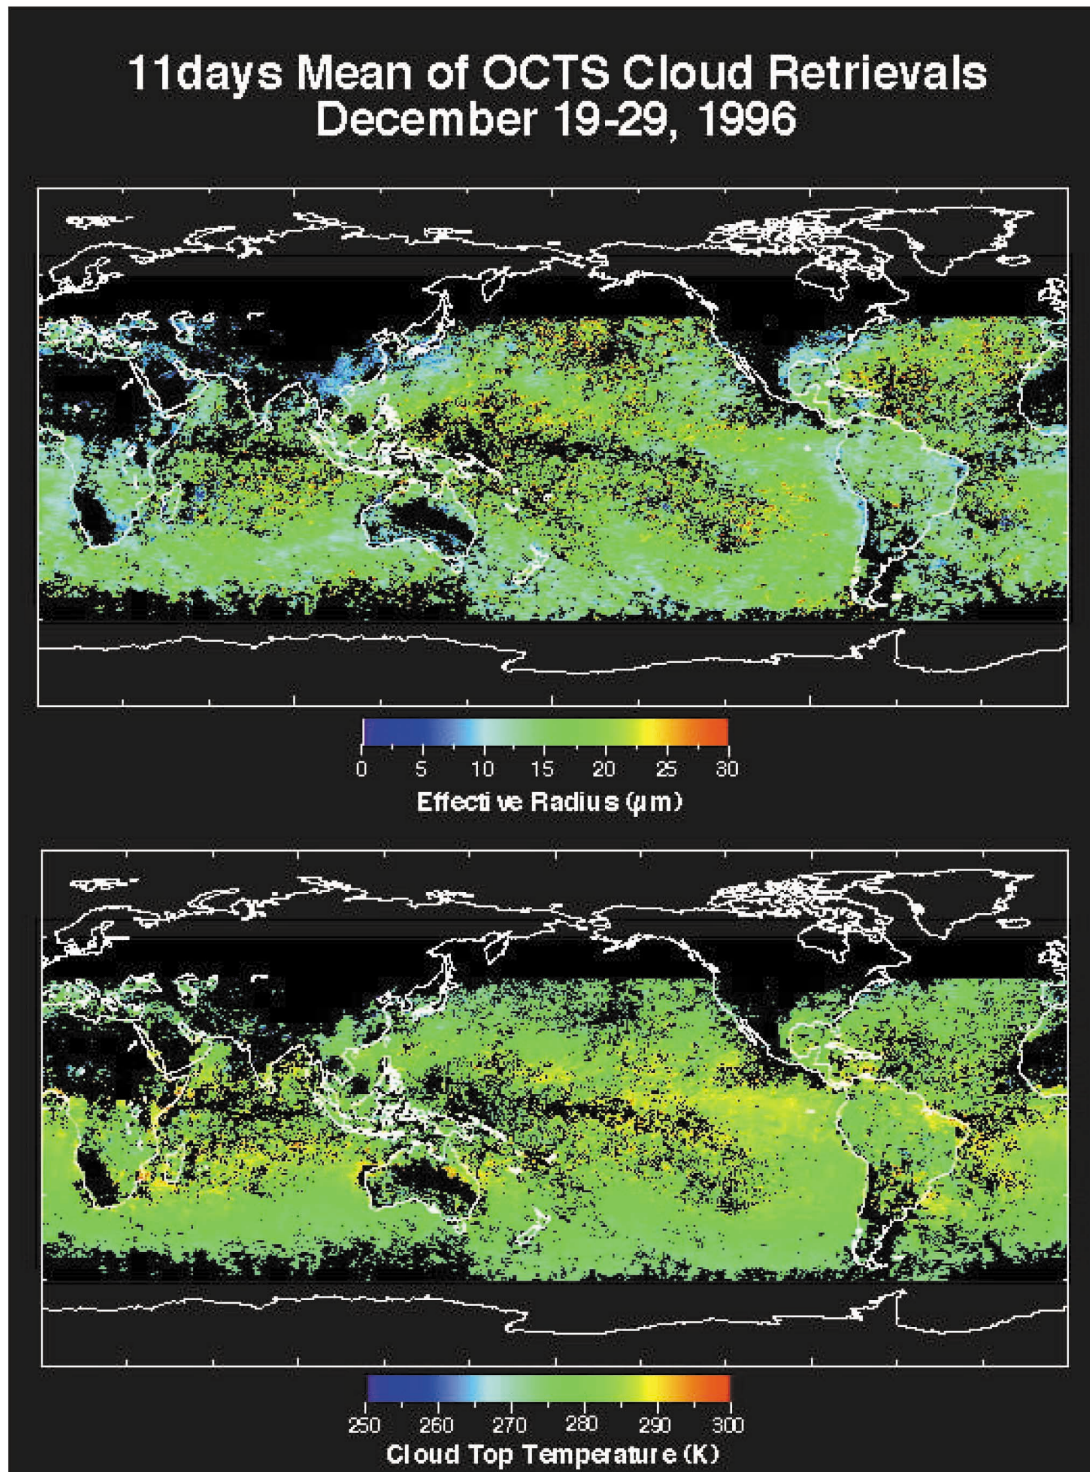 11days Mean of OCTS Cloud Retrievals
December 19-29, 1996
0 5 10 15 20 25 30
Effective Radius (µm)
250 260 270 280 290 300
Cloud Top Temperature (K)